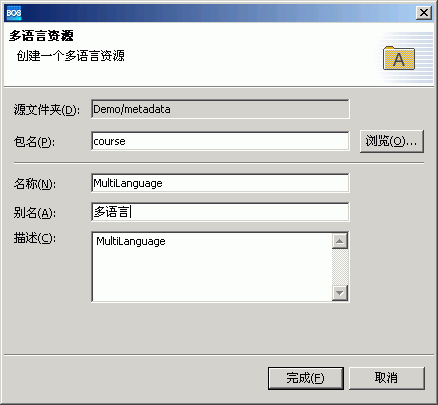 BOS
多语言资源
创建一个多语言资源
A
源文件夹(D): Demo/metadata
包名(P): course 浏览(O)...
名称(N): MultiLanguage
别名(A): 多语言
描述(C): MultiLanguage
完成(F) 取消